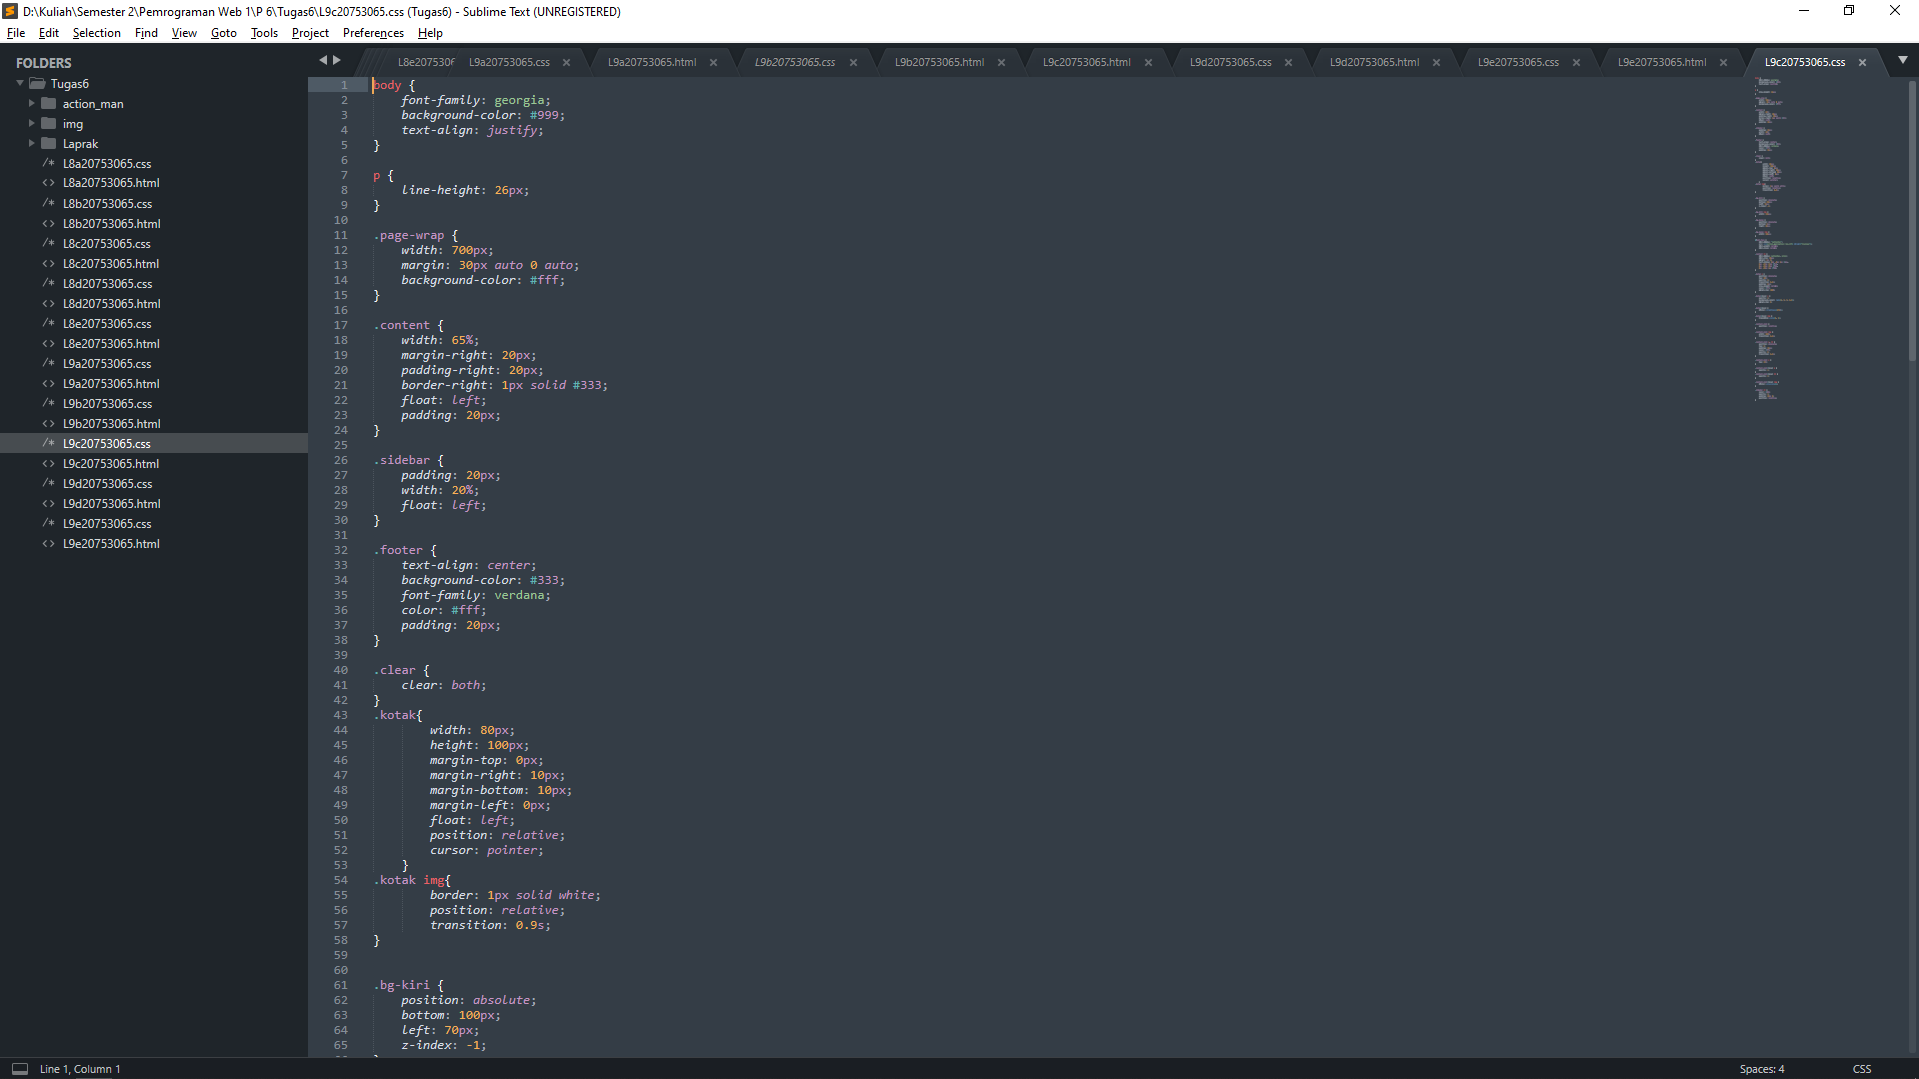 D:\Kuliah\Semester 2\Pemrograman Web 1\P 6\Tugas6\L9c20753065.css (Tugas6) - Sublime Text (UNREGISTERED)
File Edit Selection Find View Goto Tools Project Preferences Help
FOLDERS
Tugas6
action_man
img
Laprak
/* L8a20753065.css
<> L8a20753065.html
/* L8b20753065.css
<> L8b20753065.html
/* L8c20753065.css
<> L8c20753065.html
/* L8d20753065.css
<> L8d20753065.html
/* L8e20753065.css
<> L8e20753065.html
/* L9a20753065.css
<> L9a20753065.html
/* L9b20753065.css
<> L9b20753065.html
/* L9c20753065.css
<> L9c20753065.html
/* L9d20753065.css
<> L9d20753065.html
/* L9e20753065.css
<> L9e20753065.html
L8e2075306 L9a20753065.css L9a20753065.html L9b20753065.css L9b20753065.html L9c20753065.html L9d20753065.css L9d20753065.html L9e20753065.css L9e20753065.html L9c20753065.css
1 body {
2 font-family: georgia;
3 background-color: #999;
4 text-align: justify;
5 }
6
7 p {
8 line-height: 26px;
9 }
10
11 .page-wrap {
12 width: 700px;
13 margin: 30px auto 0 auto;
14 background-color: #fff;
15 }
16
17 .content {
18 width: 65%;
19 margin-right: 20px;
20 padding-right: 20px;
21 border-right: 1px solid #333;
22 float: left;
23 padding: 20px;
24 }
25
26 .sidebar {
27 padding: 20px;
28 width: 20%;
29 float: left;
30 }
31
32 .footer {
33 text-align: center;
34 background-color: #333;
35 font-family: verdana;
36 color: #fff;
37 padding: 20px;
38 }
39
40 .clear {
41 clear: both;
42 }
43 .kotak{
44 width: 80px;
45 height: 100px;
46 margin-top: 0px;
47 margin-right: 10px;
48 margin-bottom: 10px;
49 margin-left: 0px;
50 float: left;
51 position: relative;
52 cursor: pointer;
53 }
54 .kotak img{
55 border: 1px solid white;
56 position: relative;
57 transition: 0.9s;
58 }
59
60
61 .bg-kiri {
62 position: absolute;
63 bottom: 100px;
64 left: 70px;
65 z-index: -1;
Line 1, Column 1
Spaces: 4
CSS